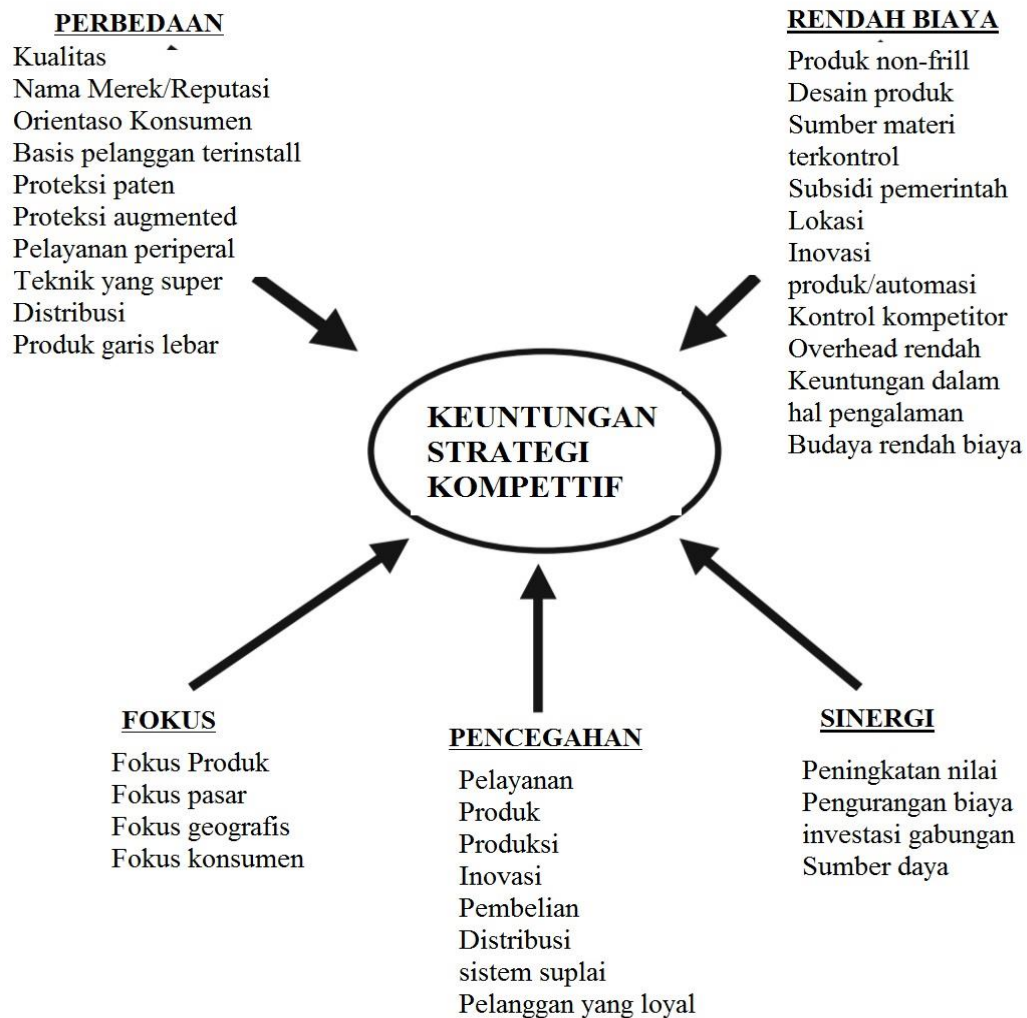 PERBEDAAN
Kualitas
Nama Merek/Reputasi
Orientaso Konsumen
Basis pelanggan terinstall
Proteksi paten
Proteksi augmented
Pelayanan periperal
Teknik yang super
Distribusi
Produk garis lebar
RENDAH BIAYA
Produk non-frill
Desain produk
Sumber materi
terkontrol
Subsidi pemerintah
Lokasi
Inovasi
produk/automasi
Kontrol kompetitor
Overhead rendah
Keuntungan dalam
hal pengalaman
Budaya rendah biaya
KEUNTUNGAN
STRATEGI
KOMPETTIF
FOKUS
Fokus Produk
Fokus pasar
Fokus geografis
Fokus konsumen
PENCEGAHAN
Pelayanan
Produk
Produksi
Inovasi
Pembelian
Distribusi
sistem suplai
Pelanggan yang loyal
SINERGI
Peningkatan nilai
Pengurangan biaya
investasi gabungan
Sumber daya